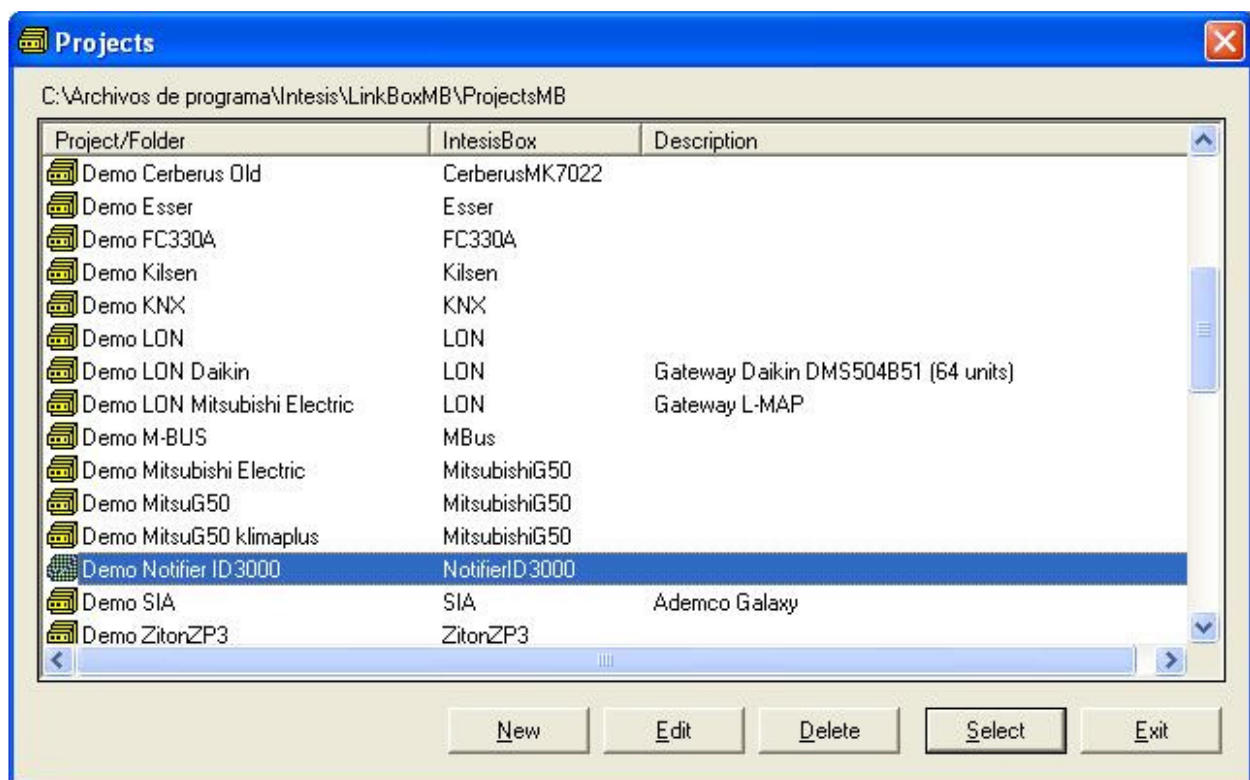 Projects
C:\Archivos de programa\Intesis\LinkBoxMB\ProjectsMB
Project/Folder IntesisBox Description
Demo Cerberus Old CerberusMK7022
Demo Esser Esser
Demo FC330A FC330A
Demo Kilsen Kilsen
Demo KNX KNX
Demo LON LON
Demo LON Daikin LON Gateway Daikin DMS504B51 (64 units)
Demo LON Mitsubishi Electric LON Gateway L-MAP
Demo M-BUS MBus
Demo Mitsubishi Electric MitsubishiG50
Demo MitsuG50 MitsubishiG50
Demo MitsuG50 klimaplus MitsubishiG50
Demo Notifier ID3000 NotifierID3000
Demo SIA SIA Ademco Galaxy
Demo ZitonZP3 ZitonZP3
New Edit Delete Select Exit